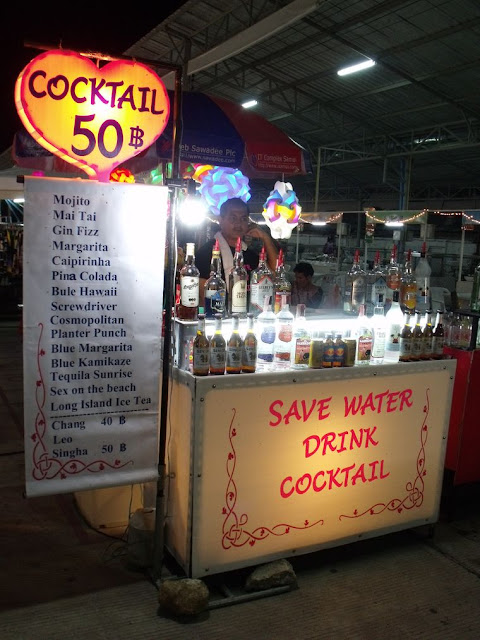 COCKTAIL
50 ฿
Mojito
Mai Tai
Gin Fizz
Margarita
Caipirinha
Pina Colada
Bule Hawaii
Screwdriver
Cosmopolitan
Planter Punch
Blue Margarita
Blue Kamikaze
Tequila Sunrise
Sex on the beach
Long Island Ice Tea
Chang 40 ฿
Leo
Singha 50 ฿
SAVE WATER
DRINK
COCKTAIL
Sawadee Plc